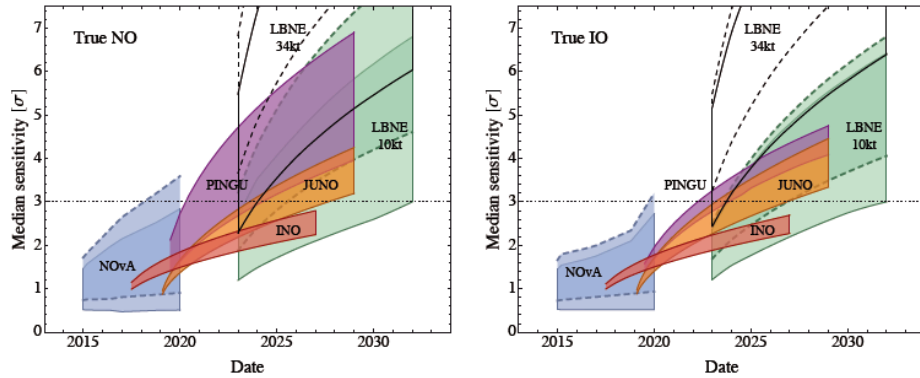 True NO
LBNE
34kt
LBNE
10kt
PINGU
JUNO
INO
NOvA
Median sensitivity [σ]
7
6
5
4
3
2
1
0
2015 2020 2025 2030
Date
True IO
LBNE
34kt
LBNE
10kt
PINGU
JUNO
INO
NOvA
Median sensitivity [σ]
7
6
5
4
3
2
1
0
2015 2020 2025 2030
Date